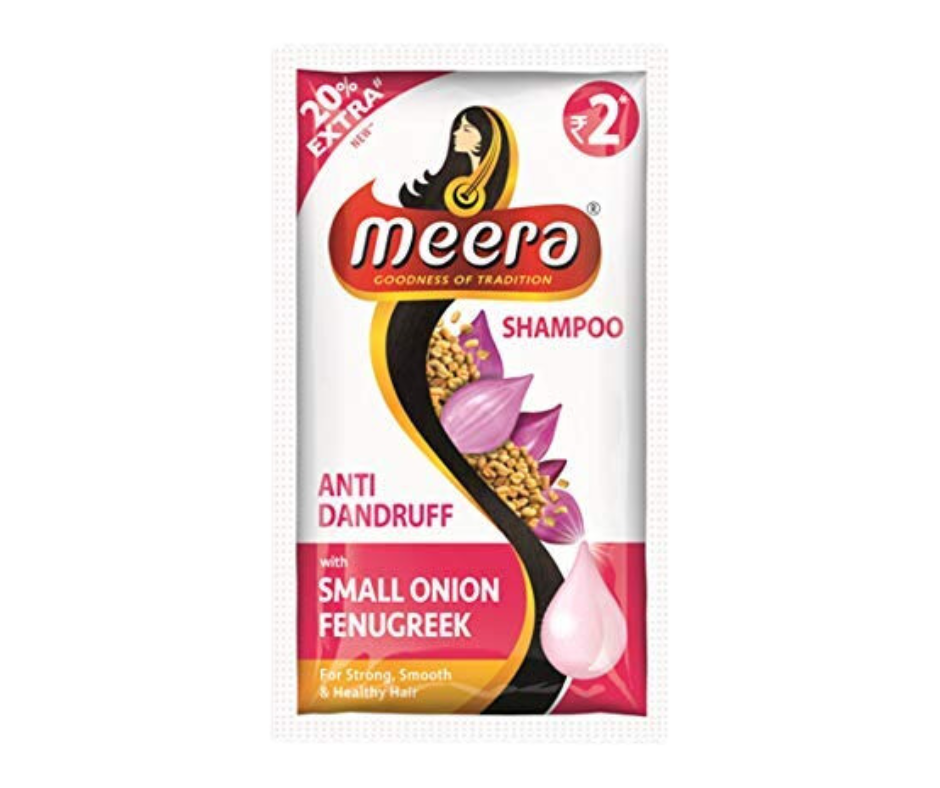 20%
EXTRA#
NEW™
₹2*
meera®
GOODNESS OF TRADITION
SHAMPOO
ANTI
DANDRUFF
with
SMALL ONION
FENUGREEK
For Strong, Smooth
& Healthy Hair